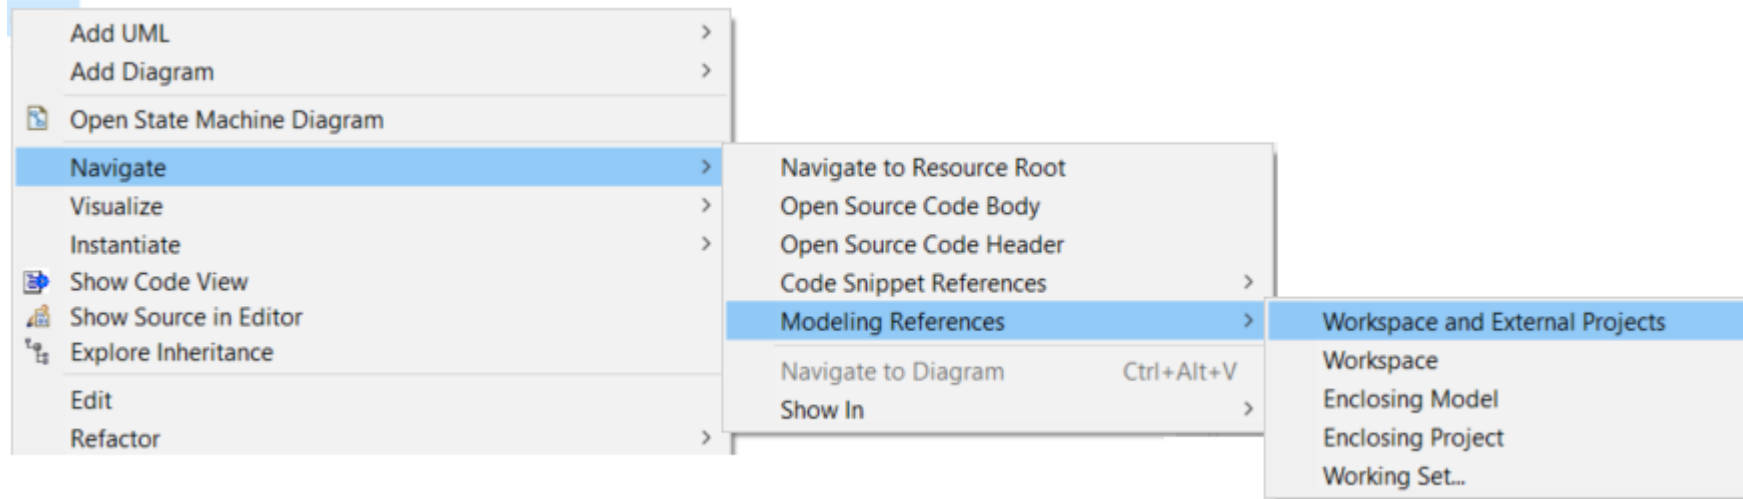 Add UML
Add Diagram
Open State Machine Diagram
Navigate
Visualize
Instantiate
Show Code View
Show Source in Editor
Explore Inheritance
Edit
Refactor
Navigate to Resource Root
Open Source Code Body
Open Source Code Header
Code Snippet References
Modeling References
Navigate to Diagram Ctrl+Alt+V
Show In
Workspace and External Projects
Workspace
Enclosing Model
Enclosing Project
Working Set...